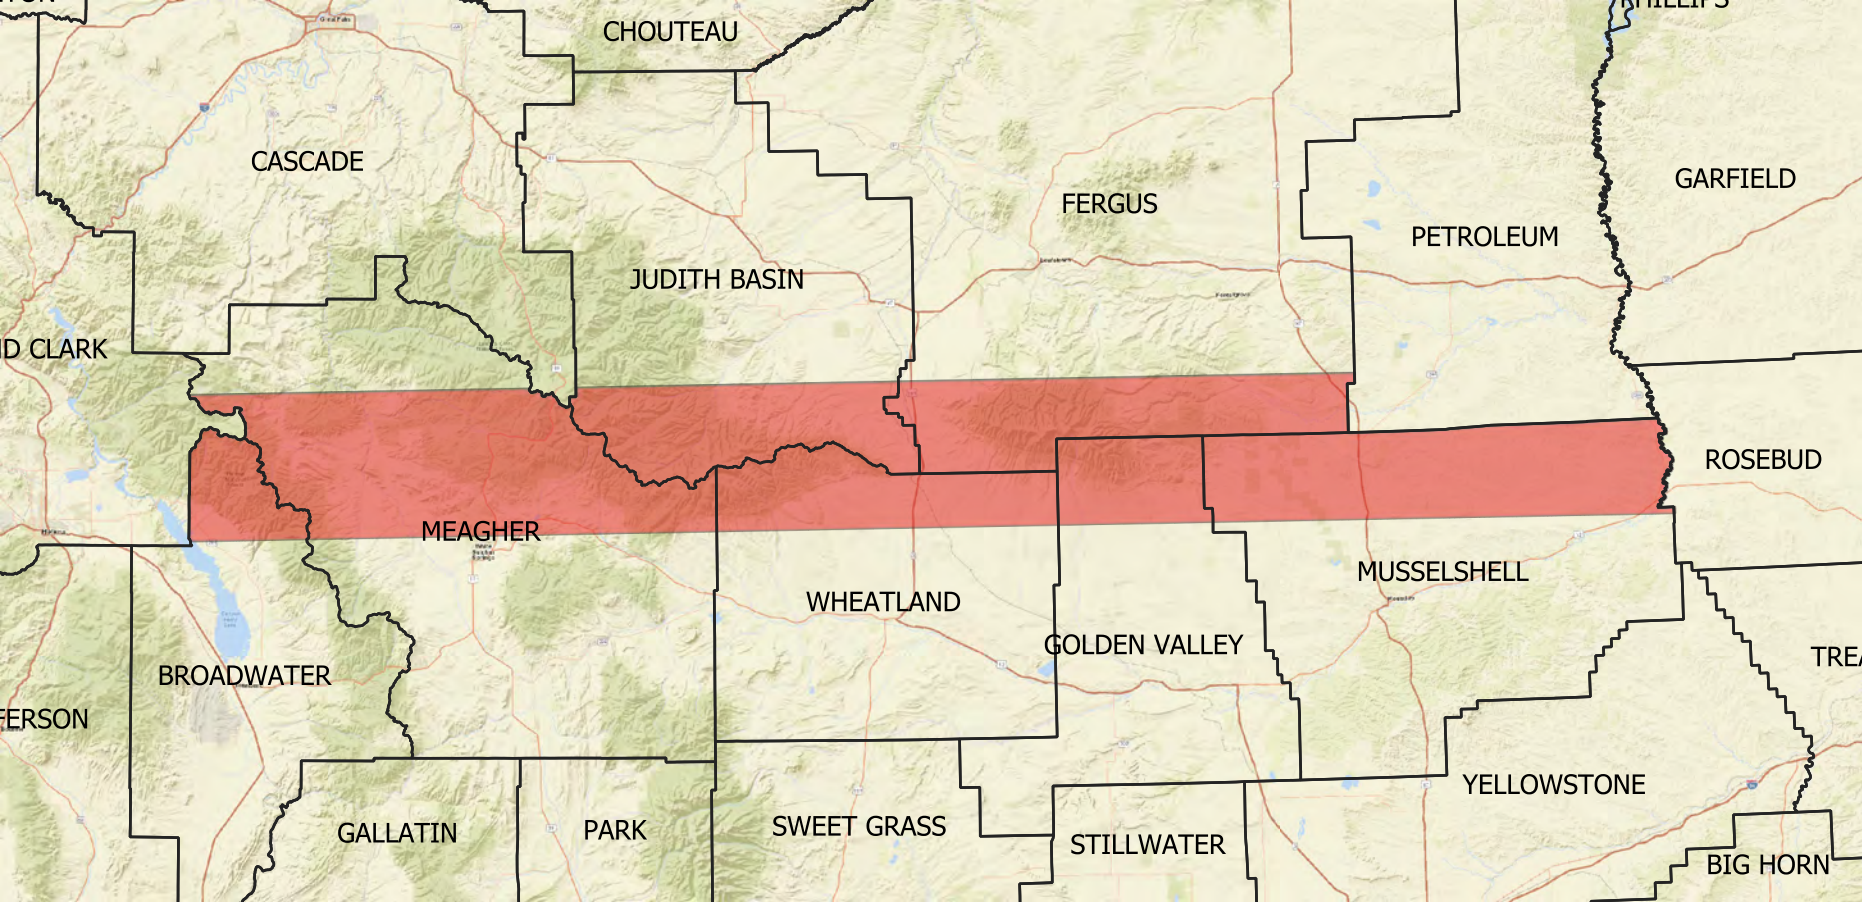 PHILLIPS
CHOUTEAU
CASCADE
GARFIELD
FERGUS
PETROLEUM
JUDITH BASIN
D CLARK
ROSEBUD
MEAGHER
MUSSELSHELL
WHEATLAND
GOLDEN VALLEY
TREA
BROADWATER
FERSON
YELLOWSTONE
SWEET GRASS
GALLATIN
PARK
STILLWATER
BIG HORN